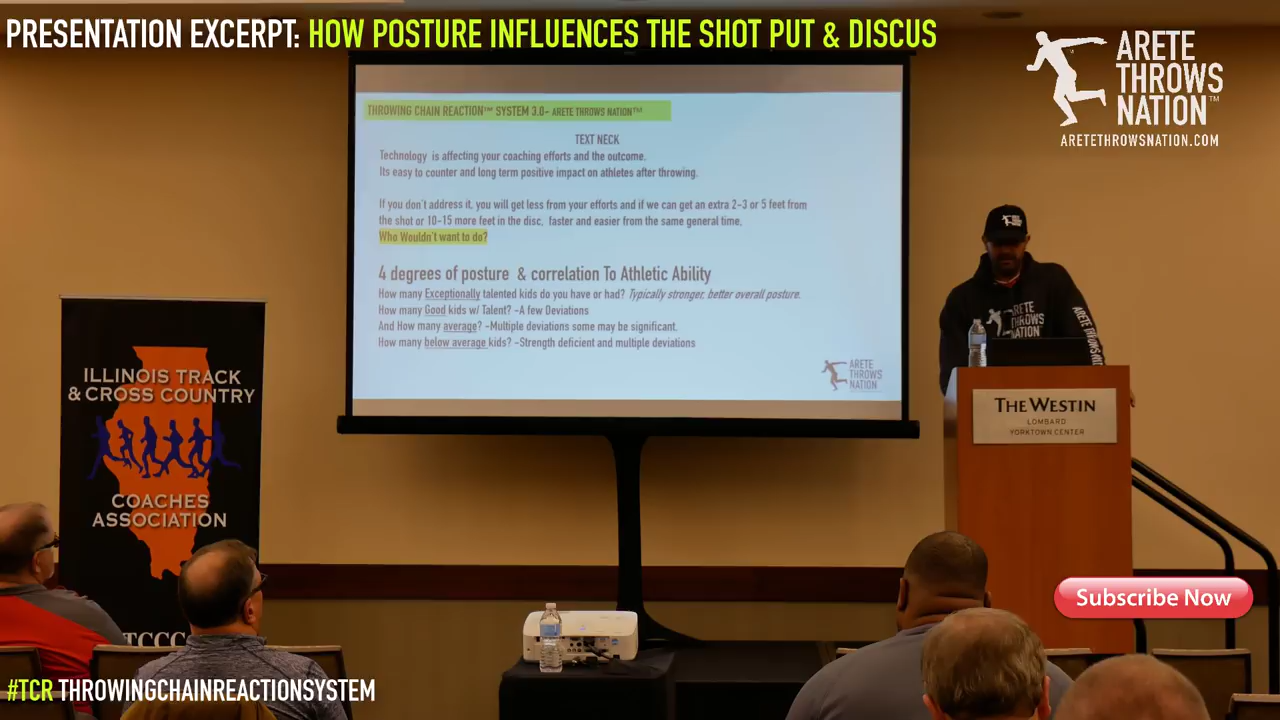 PRESENTATION EXCERPT: HOW POSTURE INFLUENCES THE SHOT PUT & DISCUS
ARETE
THROWS
NATION™
ARETETHROWSNATION.COM
THROWING CHAIN REACTION™ SYSTEM 3.0- ARETE THROWS NATION™
TEXT NECK
Technology is affecting your coaching efforts and the outcome.
Its easy to counter and long term positive impact on athletes after throwing.
If you don't address it, you will get less from your efforts and if we can get an extra 2-3 or 5 feet from
the shot or 10-15 more feet in the disc, faster and easier from the same general time,
Who Wouldn't want to do?
4 degrees of posture & correlation To Athletic Ability
How many Exceptionally talented kids do you have or had? Typically stronger, better overall posture.
How many Good kids w/ Talent? -A few Deviations
And How many average? -Multiple deviations some may be significant.
How many below average kids? -Strength deficient and multiple deviations
ARETE
THROWS
NATION
ARETE
THROWS
NATION
ARETE THROWS
THE WESTIN
LOMBARD
YORKTOWN CENTER
ILLINOIS TRACK
& CROSS COUNTRY
COACHES
ASSOCIATION
TCCC
Subscribe Now
#TCR THROWINGCHAINREACTIONSYSTEM